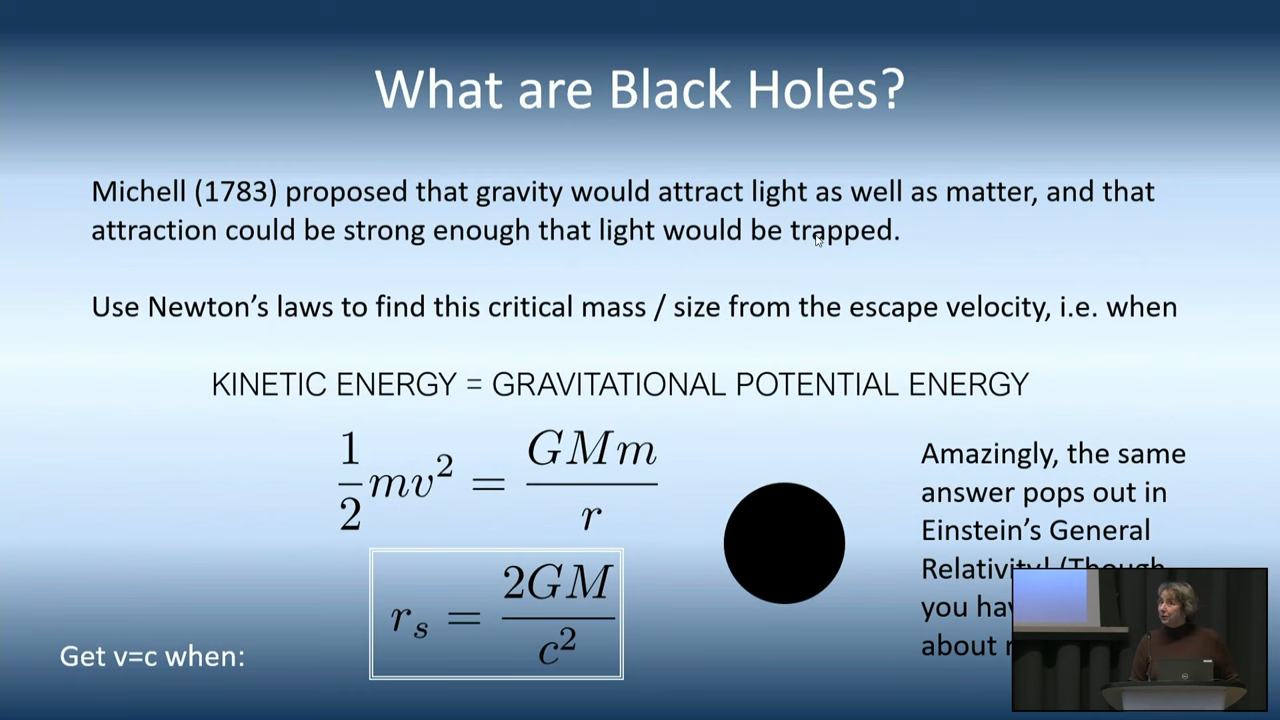 What are Black Holes?
Michell (1783) proposed that gravity would attract light as well as matter, and that
attraction could be strong enough that light would be trapped.
Use Newton's laws to find this critical mass / size from the escape velocity, i.e. when
KINETIC ENERGY = GRAVITATIONAL POTENTIAL ENERGY
1/2 mv² = GMm/r
Get v=c when:
r_s = 2GM/c²
Amazingly, the same
answer pops out in
Einstein's General
Relativity! (Though
you
about